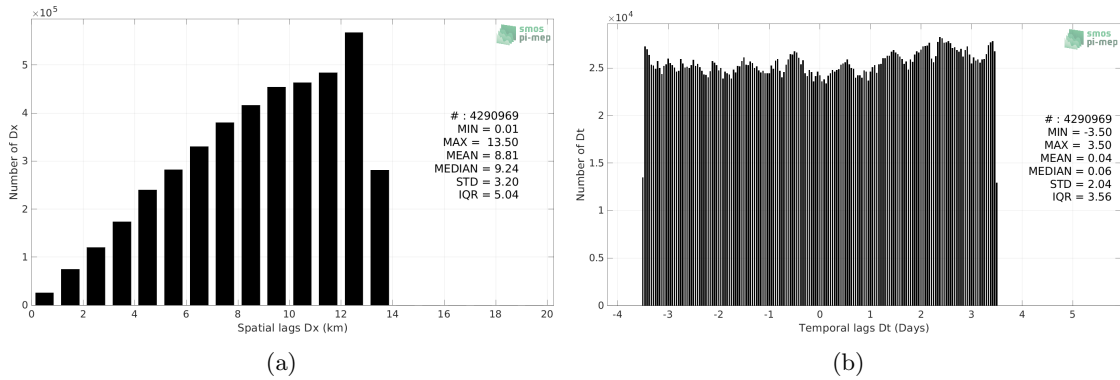 ×10⁵
smos
pi-mep
5
4
3
2
1
0
Number of Dx
# : 4290969
MIN = 0.01
MAX = 13.50
MEAN = 8.81
MEDIAN = 9.24
STD = 3.20
IQR = 5.04
0 2 4 6 8 10 12 14 16 18 20
Spatial lags Dx (km)
(a)
×10⁴
smos
pi-mep
2.5
2
1.5
1
0.5
0
Number of Dt
# : 4290969
MIN = -3.50
MAX = 3.50
MEAN = 0.04
MEDIAN = 0.06
STD = 2.04
IQR = 3.56
-4 -3 -2 -1 0 1 2 3 4 5
Temporal lags Dt (Days)
(b)